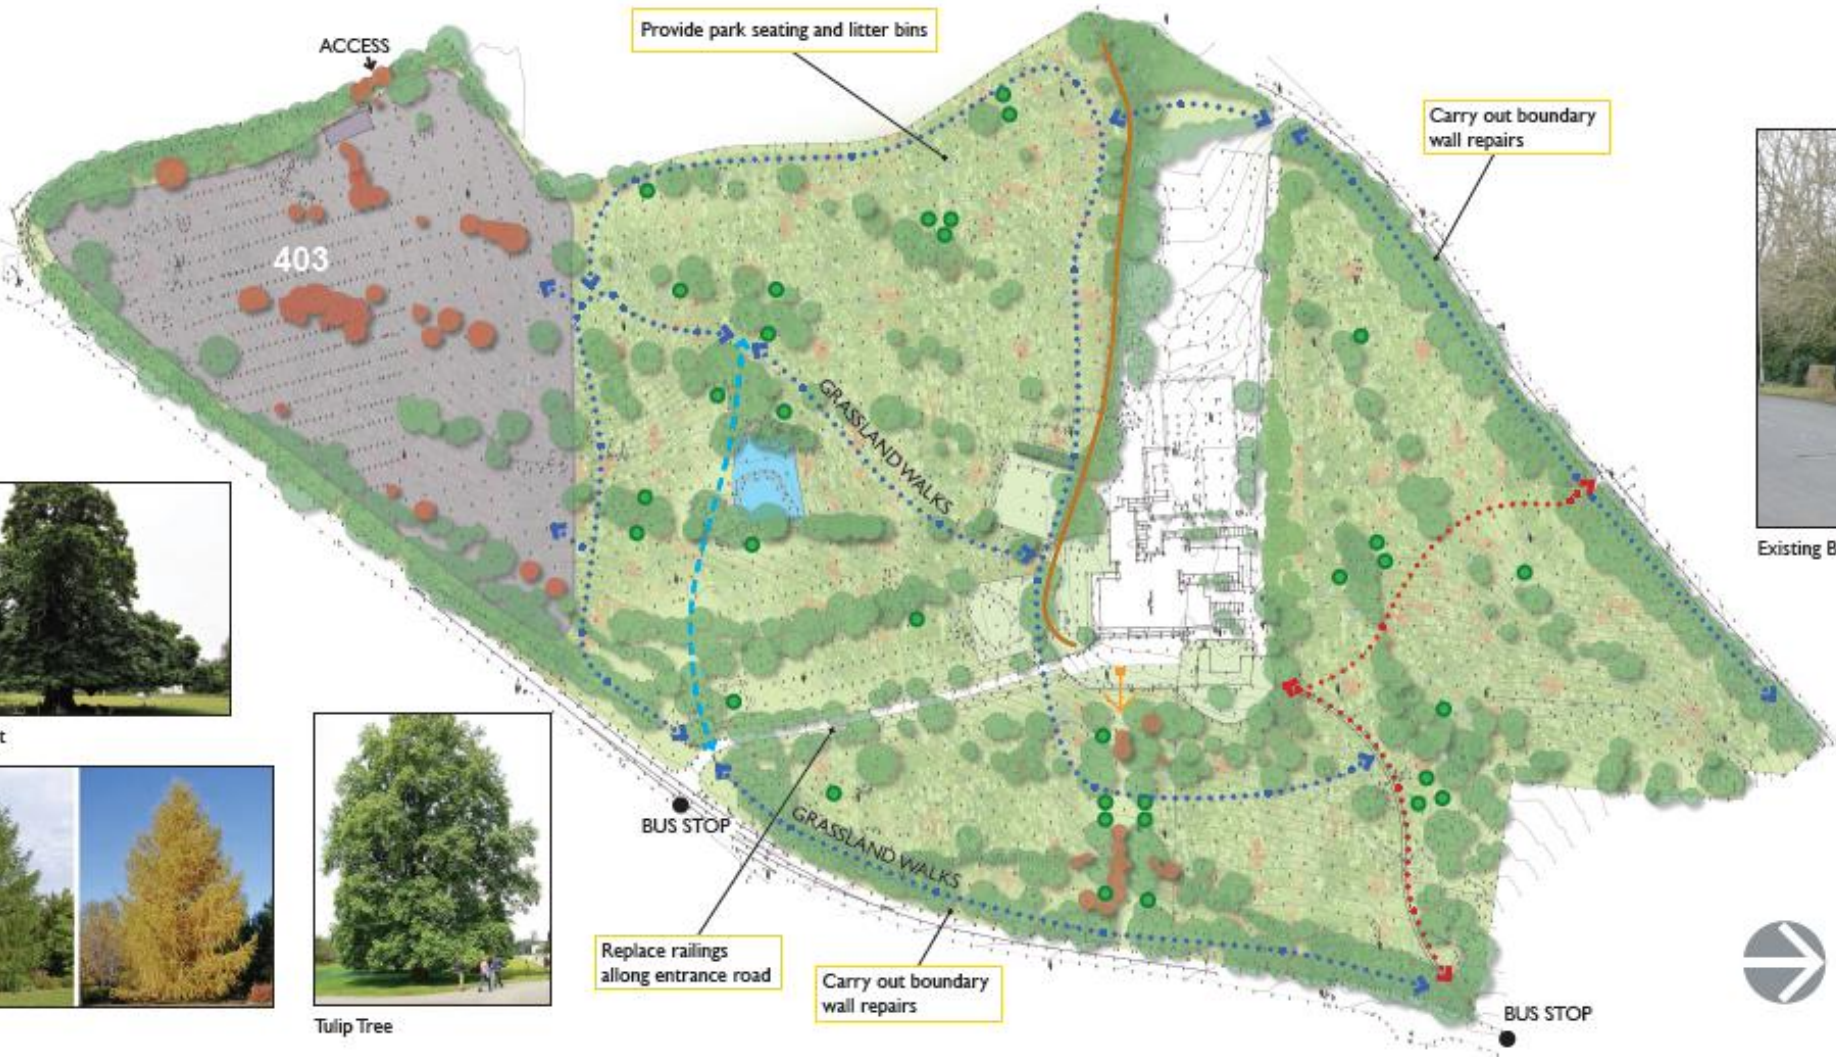 ACCESS
Provide park seating and litter bins
Carry out boundary
wall repairs
403
GRASSLAND WALKS
t
Existing B
BUS STOP
GRASSLAND WALKS
Replace railings
allong entrance road
Carry out boundary
wall repairs
Tulip Tree
BUS STOP